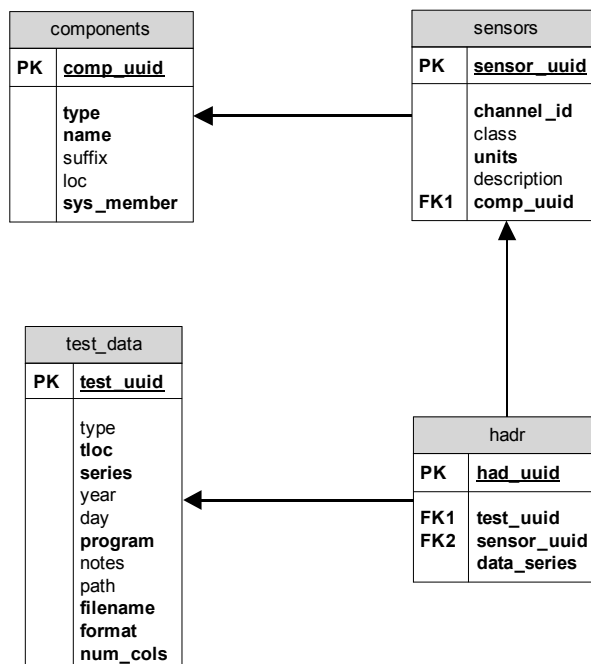 components
PK comp_uuid
type
name
suffix
loc
sys_member
sensors
PK sensor_uuid
channel_id
class
units
description
FK1 comp_uuid
test_data
PK test_uuid
type
tloc
series
year
day
program
notes
path
filename
format
num_cols
hadr
PK had_uuid
FK1 test_uuid
FK2 sensor_uuid
data_series